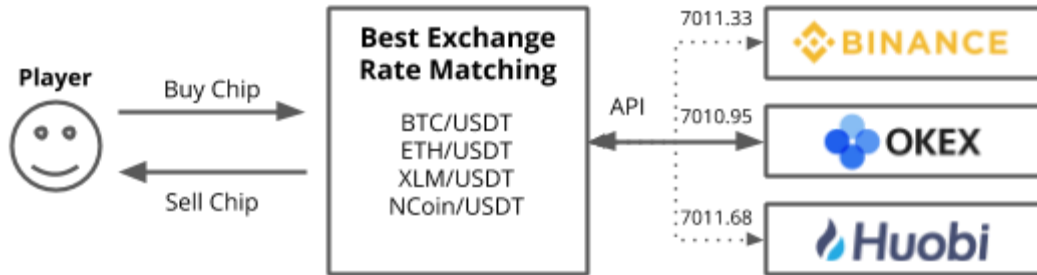 Player
Buy Chip
Sell Chip
Best Exchange
Rate Matching
BTC/USDT
ETH/USDT
XLM/USDT
NCoin/USDT
API
7011.33
BINANCE
7010.95
OKEX
7011.68
Huobi